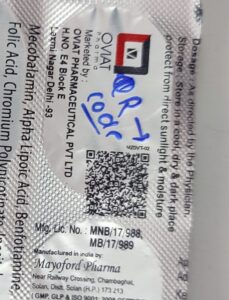 Dosage : As directed by the Physician.
Storage : Store in a cool, dry & dark place
protect from direct sunlight & moisture
OVIAT
Marketed by :
OVIAT PHARMACEUTICAL PVT LTD
H.NO. E4 Block E
Laxmi Nagar Delhi -93
QR →
code
Mfg. Lic. No. : MNB/17/988,
MB/17/989
Manufactured in India by:
Mayoford Pharma
Near Railway Crossing, Chambaghat,
Solan, Distt. Solan (H.P.) 173 213
Mecobalamin, Alpha Lipoic Acid, Benfotiamine,
Folic Acid, Chromium Polynicotinate